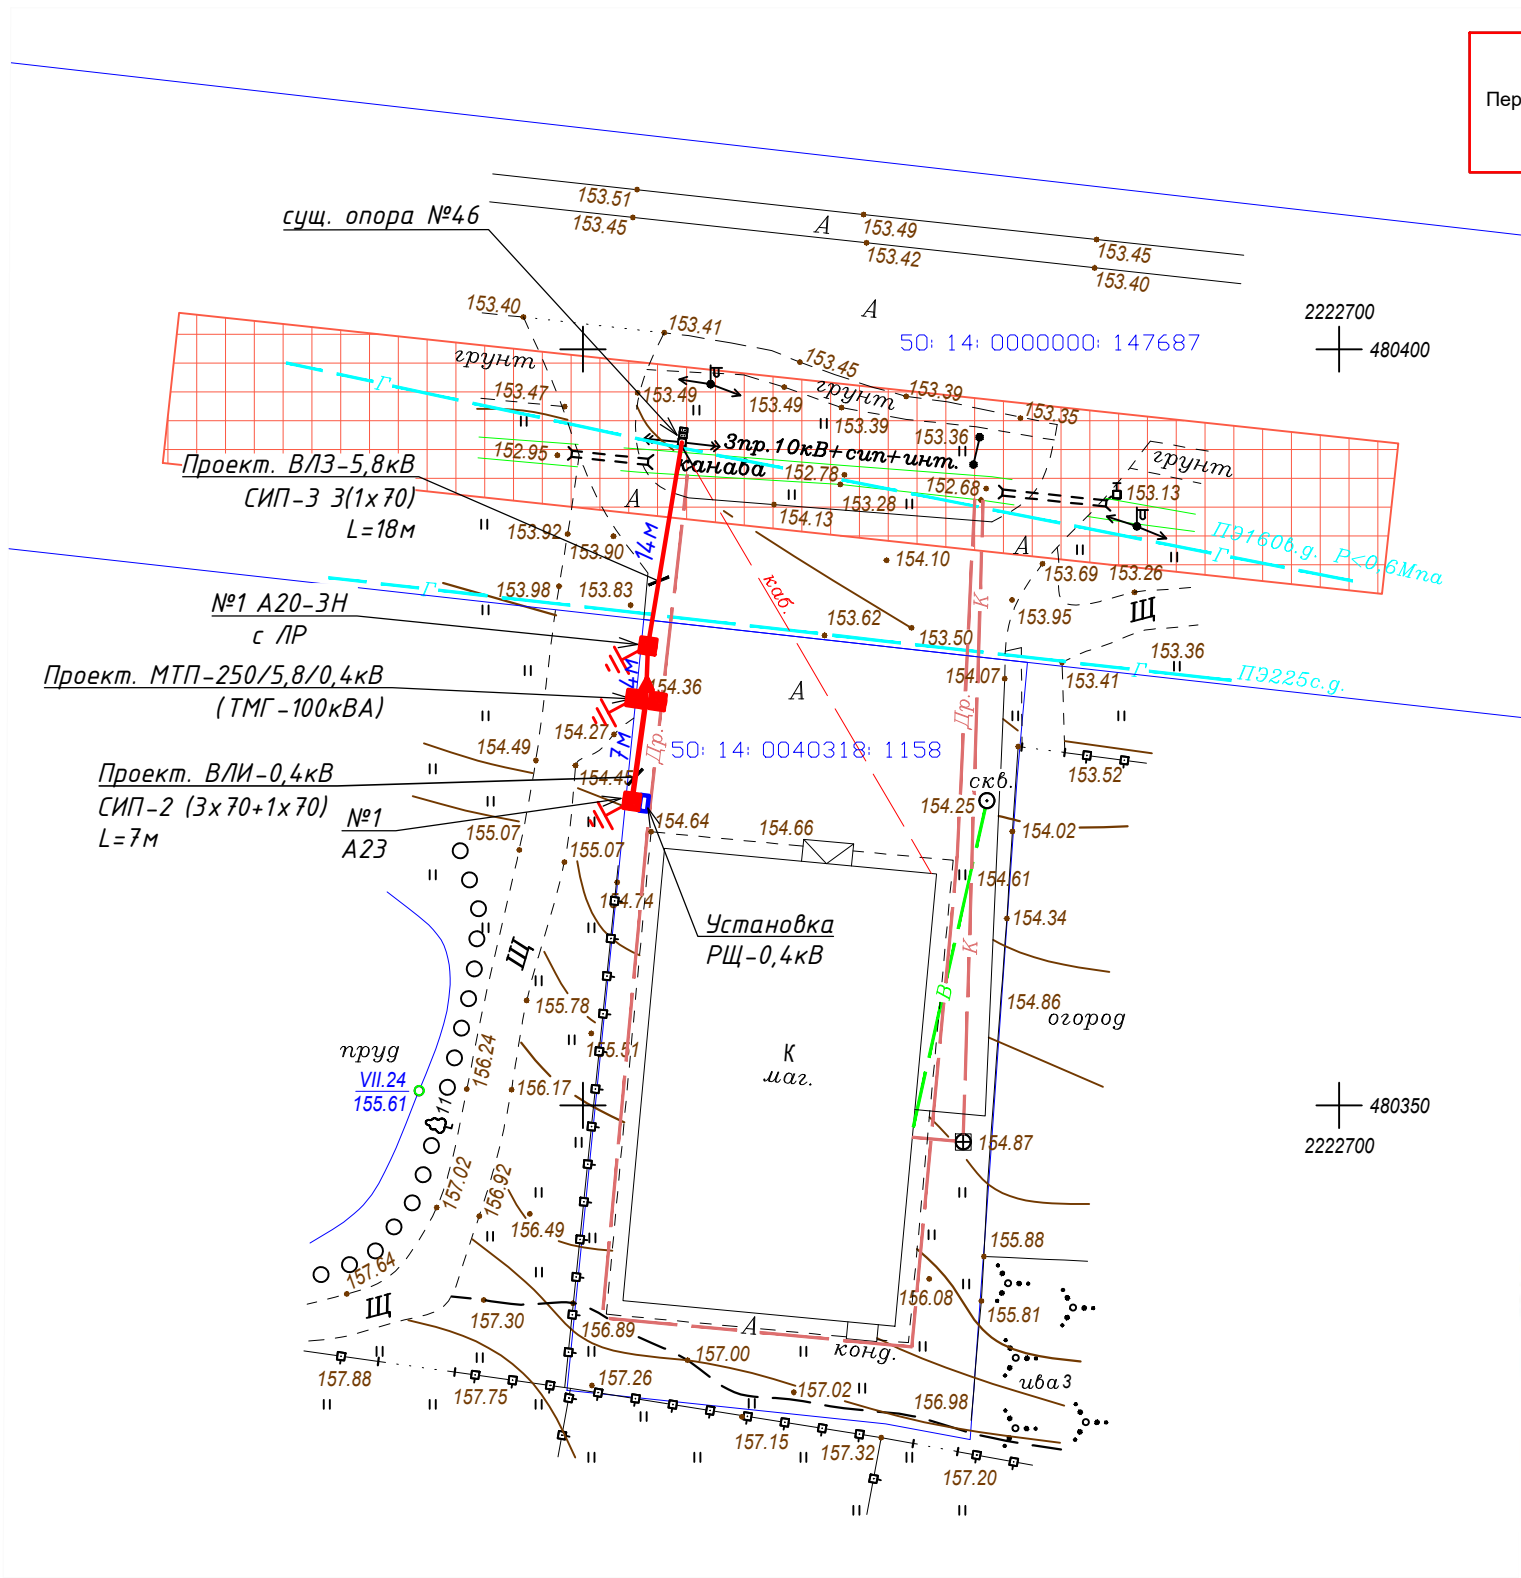 Пер
153.51
153.45
А
153.49
153.42
153.45
153.40
сущ. опора №46
2222700
480400
А
50: 14: 0000000: 147687
153.40
153.41
грунт
Г
153.45
153.47
153.49
153.49
грунт
153.39
153.39
153.35
153.36
152.95
3пр.10кВ+сип+инт.
канава
152.78
152.68
153.28
154.13
грунт
153.13
Проект. ВЛЗ-5,8кВ
СИП-3 3(1х70)
L=18м
А
153.92
153.90
14м
154.10
А
ПЭ160в.д. Р<0,6Мпа
Г
153.69
153.26
153.98
153.83
Г
каб.
К
153.95
Щ
153.62
153.50
№1 А20-3Н
с ЛР
153.36
Г
ПЭ225с.д.
153.41
154.07
Проект. МТП-250/5,8/0,4кВ
(ТМГ-100кВА)
4м
154.36
А
Др.
154.27
7м
Др.
50: 14: 0040318: 1158
154.49
154.45
153.52
Проект. ВЛИ-0,4кВ
СИП-2 (3х70+1х70)
L=7м
№1
А23
скв.
154.25
154.02
155.07
154.64
154.66
155.07
154.61
154.74
154.34
Установка
РЩ-0,4кВ
Щ
К
155.78
В
154.86
огород
155.51
К
маг.
пруд
VII.24
155.61
156.24
156.17
11
480350
2222700
154.87
157.02
156.92
156.49
155.88
157.64
Щ
157.30
156.08
155.81
156.89
А
157.00
конд.
157.88
157.75
157.26
157.02
ива3
156.98
157.15
157.32
157.20